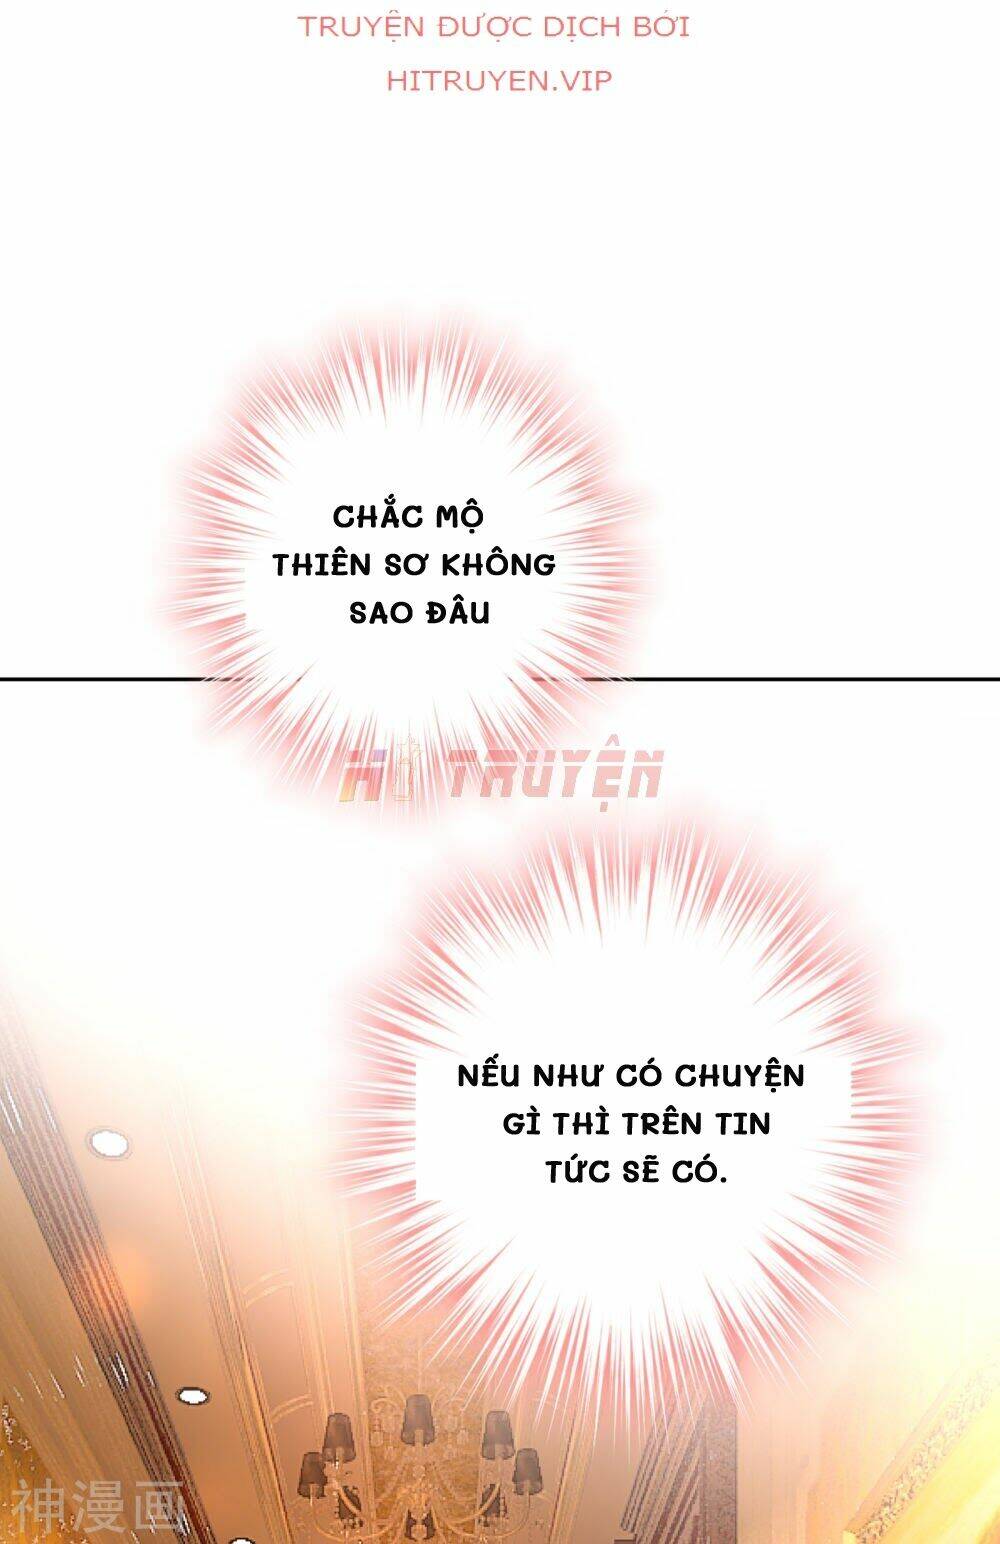 TRUYỆN ĐƯỢC DỊCH BỞI
HITRUYEN.VIP
CHẮC MỘ
THIÊN SƠ KHÔNG
SAO ĐÂU
HI TRUYỆN
NẾU NHƯ CÓ CHUYỆN
GÌ THÌ TRÊN TIN
TỨC SẼ CÓ.
神漫画